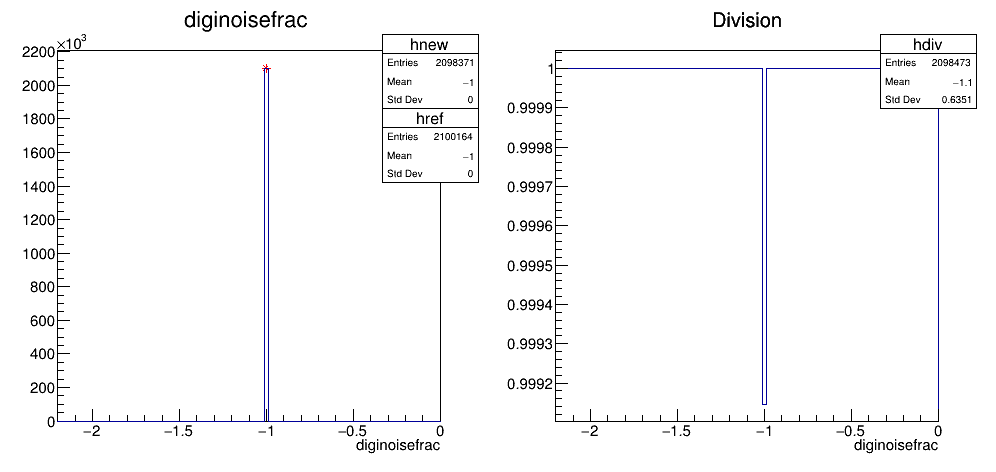 diginoisefrac
×10³
hnew
Entries 2098371
Mean −1
Std Dev 0
href
Entries 2100164
Mean −1
Std Dev 0
2200
2000
1800
1600
1400
1200
1000
800
600
400
200
0
−2 −1.5 −1 −0.5 0
diginoisefrac
Division
hdiv
Entries 2098473
Mean −1.1
Std Dev 0.6351
1
0.9999
0.9998
0.9997
0.9996
0.9995
0.9994
0.9993
0.9992
−2 −1.5 −1 −0.5 0
diginoisefrac